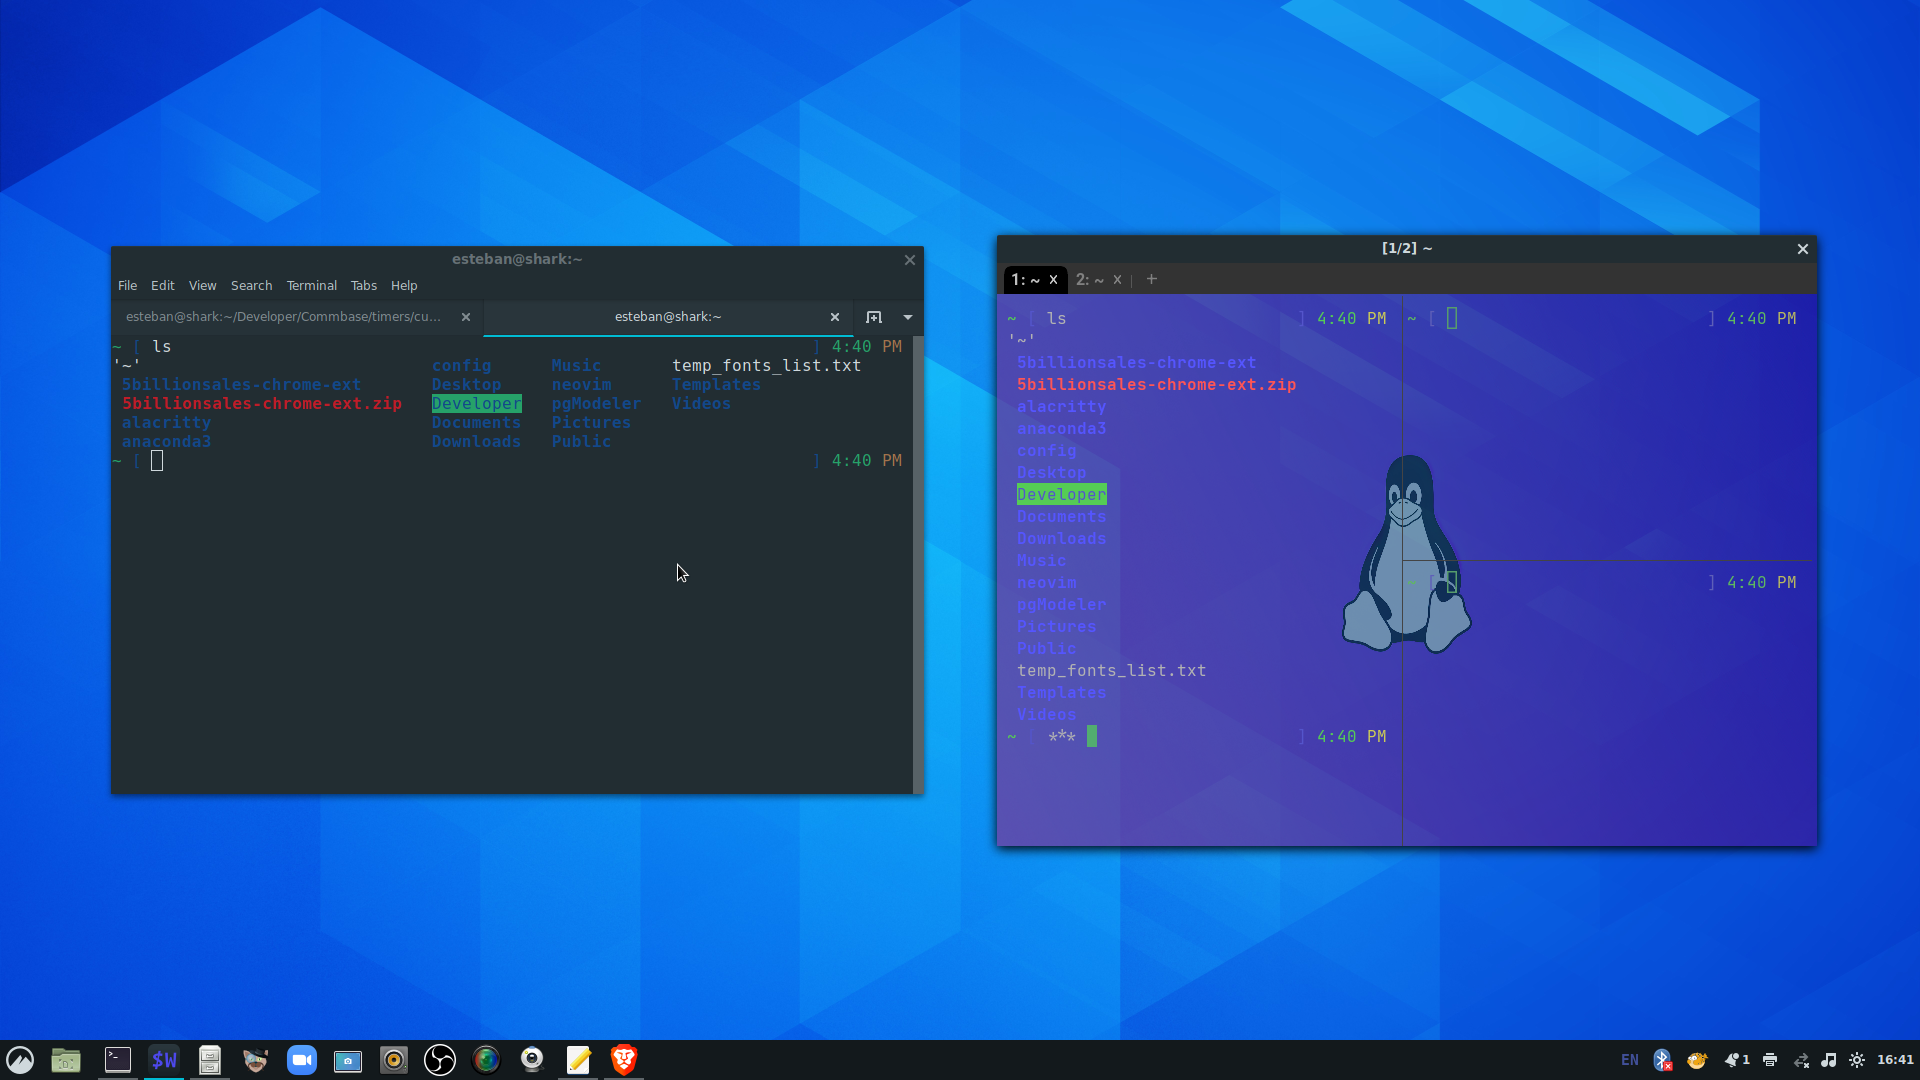 esteban@shark:~
File Edit View Search Terminal Tabs Help
esteban@shark:~/Developer/Commbase/timers/cu... esteban@shark:~
~ [ ls ] 4:40 PM
'~' config Music temp_fonts_list.txt
5billionsales-chrome-ext Desktop neovim Templates
5billionsales-chrome-ext.zip Developer pgModeler Videos
alacritty Documents Pictures
anaconda3 Downloads Public
~ [ ] 4:40 PM
[1/2] ~
1: ~ x 2: ~ x | +
~ [ ls ] 4:40 PM
'~'
5billionsales-chrome-ext
5billionsales-chrome-ext.zip
alacritty
anaconda3
config
Desktop
Developer
Documents
Downloads
Music
neovim
pgModeler
Pictures
Public
temp_fonts_list.txt
Templates
Videos
~ [ *** ] 4:40 PM
~ [ ] 4:40 PM
~ [ ] 4:40 PM
>_ $W EN 1 16:41